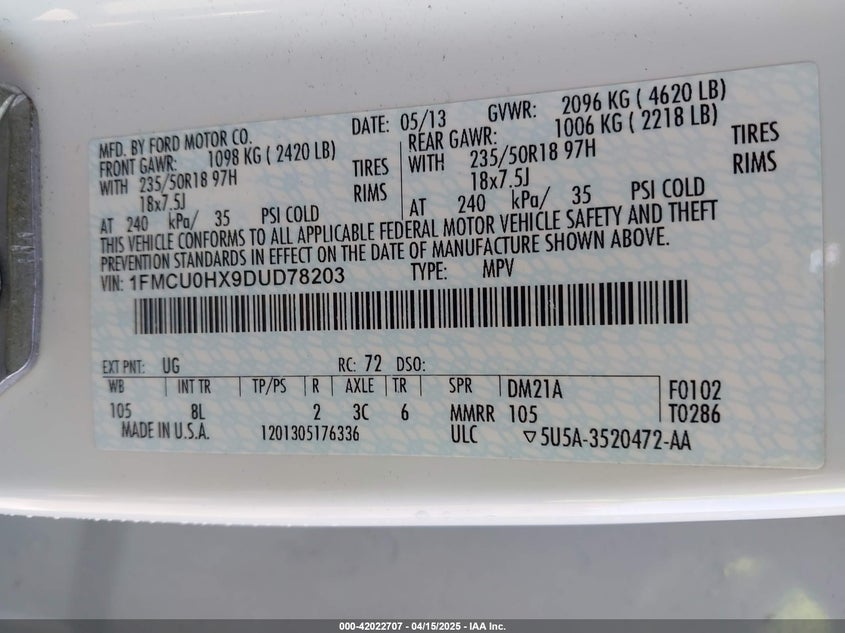 MFD. BY FORD MOTOR CO. DATE: 05/13 GVWR: 2096 KG ( 4620 LB)
FRONT GAWR: 1098 KG ( 2420 LB) REAR GAWR: 1006 KG ( 2218 LB)
WITH 235/50R18 97H TIRES WITH 235/50R18 97H TIRES
18x7.5J RIMS 18x7.5J RIMS
AT 240 kPa/ 35 PSI COLD AT 240 kPa/ 35 PSI COLD
THIS VEHICLE CONFORMS TO ALL APPLICABLE FEDERAL MOTOR VEHICLE SAFETY AND THEFT
PREVENTION STANDARDS IN EFFECT ON THE DATE OF MANUFACTURE SHOWN ABOVE.
VIN: 1FMCU0HX9DUD78203 TYPE: MPV
EXT PNT: UG RC: 72 DSO:
WB INT TR TP/PS R AXLE TR SPR DM21A F0102
105 8L 2 3C 6 MMRR 105 T0286
MADE IN U.S.A. 1201305176336 ULC ▽5U5A-3520472-AA
000-42022707 - 04/15/2025 - IAA Inc.